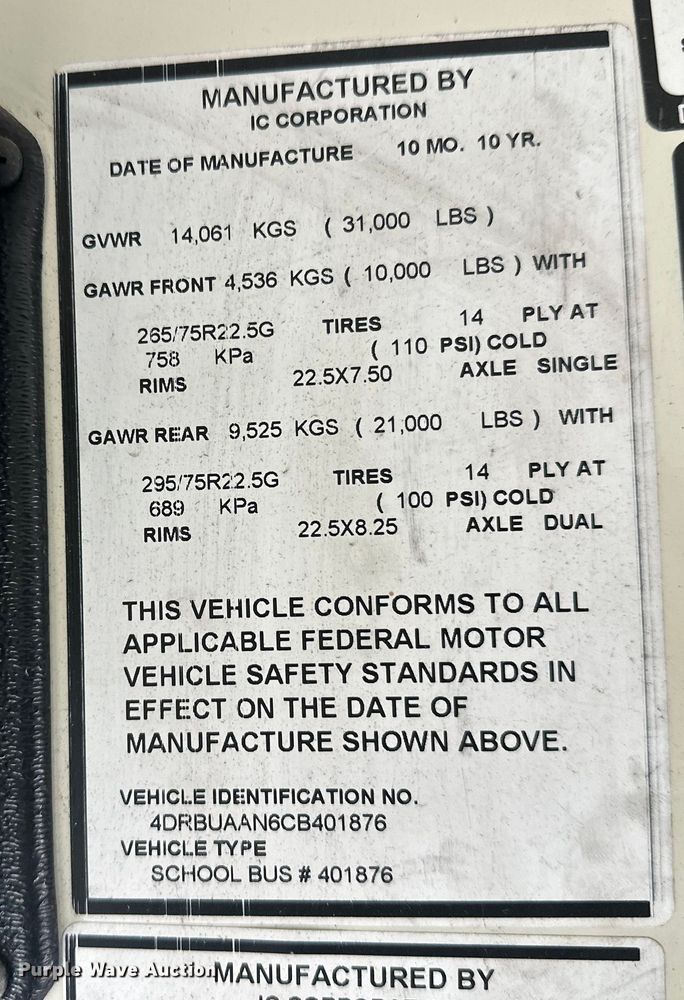 MANUFACTURED BY
IC CORPORATION
DATE OF MANUFACTURE 10 MO. 10 YR.
GVWR 14,061 KGS ( 31,000 LBS )
GAWR FRONT 4,536 KGS ( 10,000 LBS ) WITH
265/75R22.5G TIRES 14 PLY AT
758 KPa ( 110 PSI) COLD
RIMS 22.5X7.50 AXLE SINGLE
GAWR REAR 9,525 KGS ( 21,000 LBS ) WITH
295/75R22.5G TIRES 14 PLY AT
689 KPa ( 100 PSI) COLD
RIMS 22.5X8.25 AXLE DUAL
THIS VEHICLE CONFORMS TO ALL
APPLICABLE FEDERAL MOTOR
VEHICLE SAFETY STANDARDS IN
EFFECT ON THE DATE OF
MANUFACTURE SHOWN ABOVE.
VEHICLE IDENTIFICATION NO.
4DRBUAAN6CB401876
VEHICLE TYPE
SCHOOL BUS # 401876
Purple Wave Auction
MANUFACTURED BY
IC CORPORATION